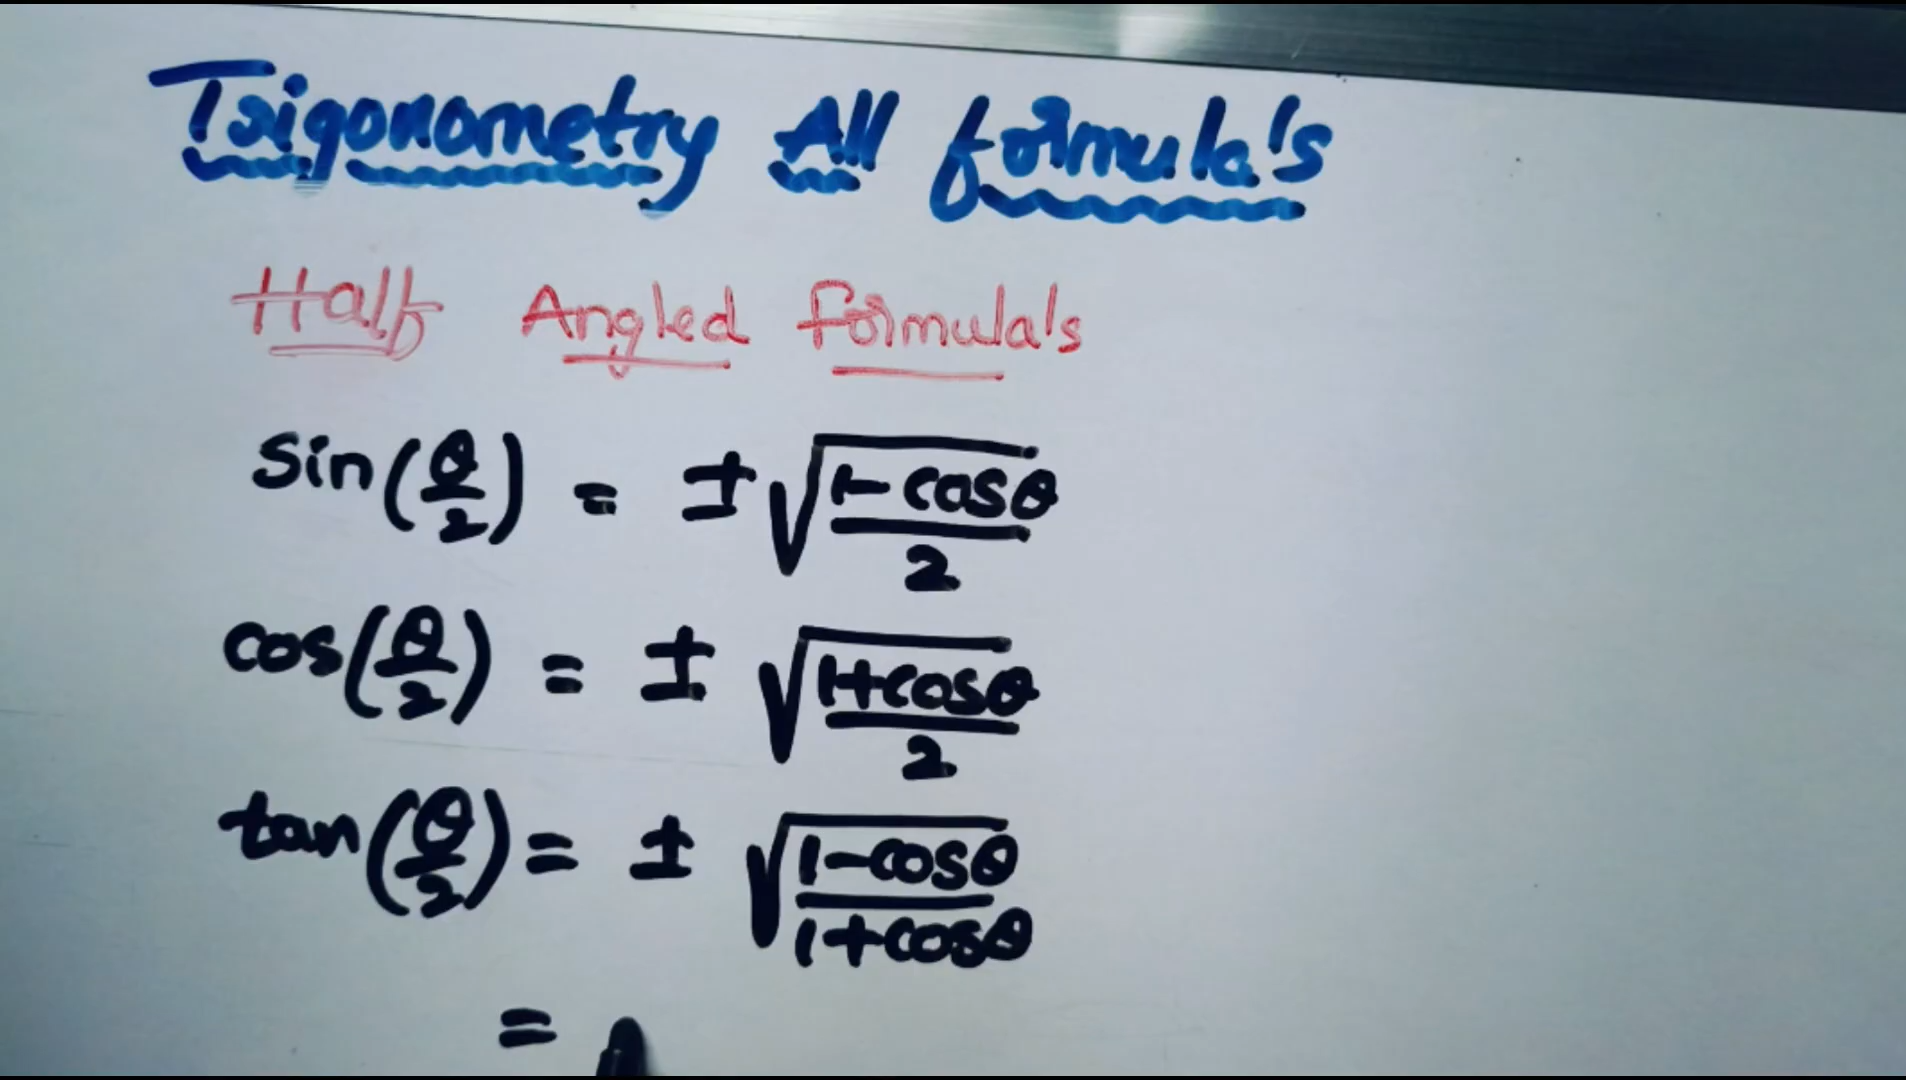 Trigonometry All formula's
Half Angled formula's
sin(θ/2) = ±√((1-cosθ)/2)
cos(θ/2) = ±√((1+cosθ)/2)
tan(θ/2) = ±√((1-cosθ)/(1+cosθ))
=